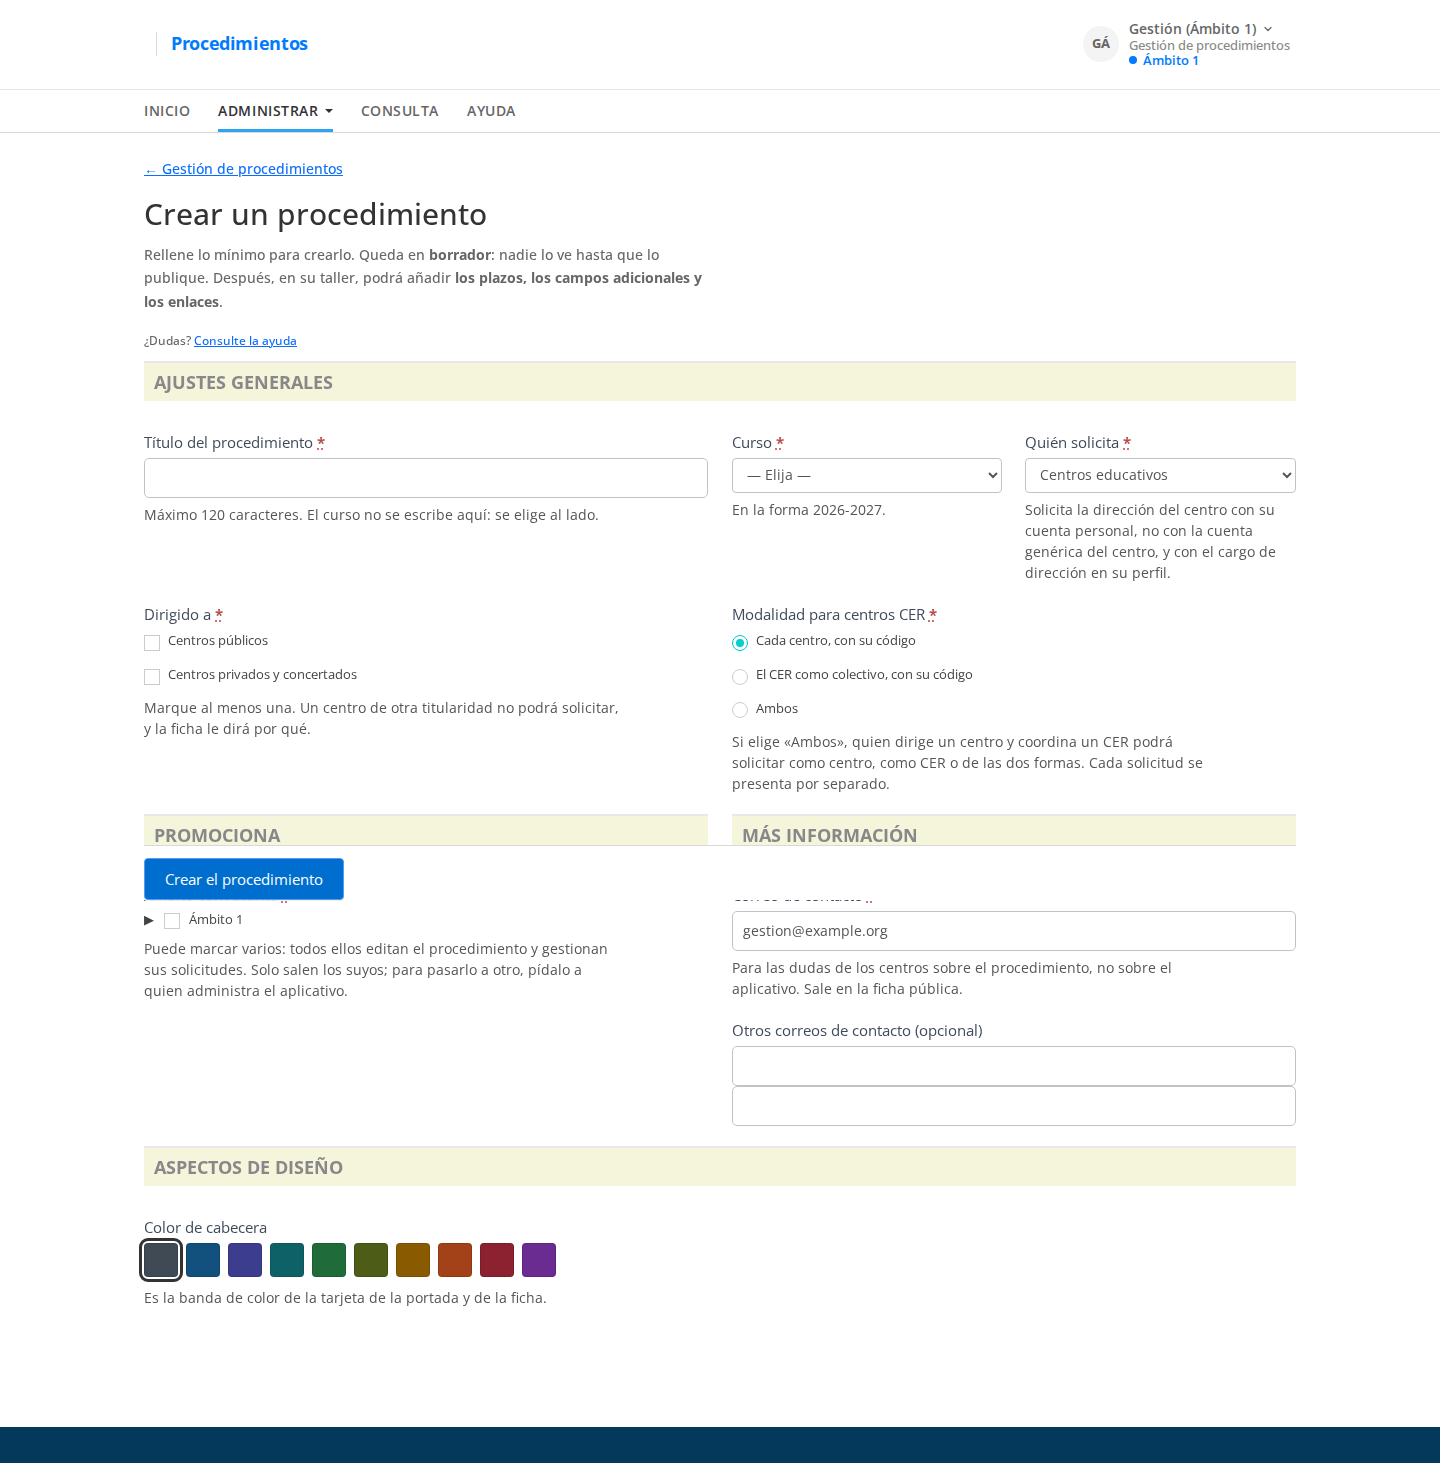 Procedimientos
GÁ
Gestión (Ámbito 1)
Gestión de procedimientos
Ámbito 1
INICIO
ADMINISTRAR
CONSULTA
AYUDA
← Gestión de procedimientos
Crear un procedimiento
Rellene lo mínimo para crearlo. Queda en borrador: nadie lo ve hasta que lo
publique. Después, en su taller, podrá añadir los plazos, los campos adicionales y
los enlaces.
¿Dudas? Consulte la ayuda
AJUSTES GENERALES
Título del procedimiento *
Máximo 120 caracteres. El curso no se escribe aquí: se elige al lado.
Curso *
— Elija —
En la forma 2026-2027.
Quién solicita *
Centros educativos
Solicita la dirección del centro con su
cuenta personal, no con la cuenta
genérica del centro, y con el cargo de
dirección en su perfil.
Dirigido a *
Centros públicos
Centros privados y concertados
Marque al menos una. Un centro de otra titularidad no podrá solicitar,
y la ficha le dirá por qué.
Modalidad para centros CER *
Cada centro, con su código
El CER como colectivo, con su código
Ambos
Si elige «Ambos», quien dirige un centro y coordina un CER podrá
solicitar como centro, como CER o de las dos formas. Cada solicitud se
presenta por separado.
PROMOCIONA
MÁS INFORMACIÓN
Crear el procedimiento
▶ Ámbito 1
Puede marcar varios: todos ellos editan el procedimiento y gestionan
sus solicitudes. Solo salen los suyos; para pasarlo a otro, pídalo a
quien administra el aplicativo.
gestion@example.org
Para las dudas de los centros sobre el procedimiento, no sobre el
aplicativo. Sale en la ficha pública.
Otros correos de contacto (opcional)
ASPECTOS DE DISEÑO
Color de cabecera
Es la banda de color de la tarjeta de la portada y de la ficha.